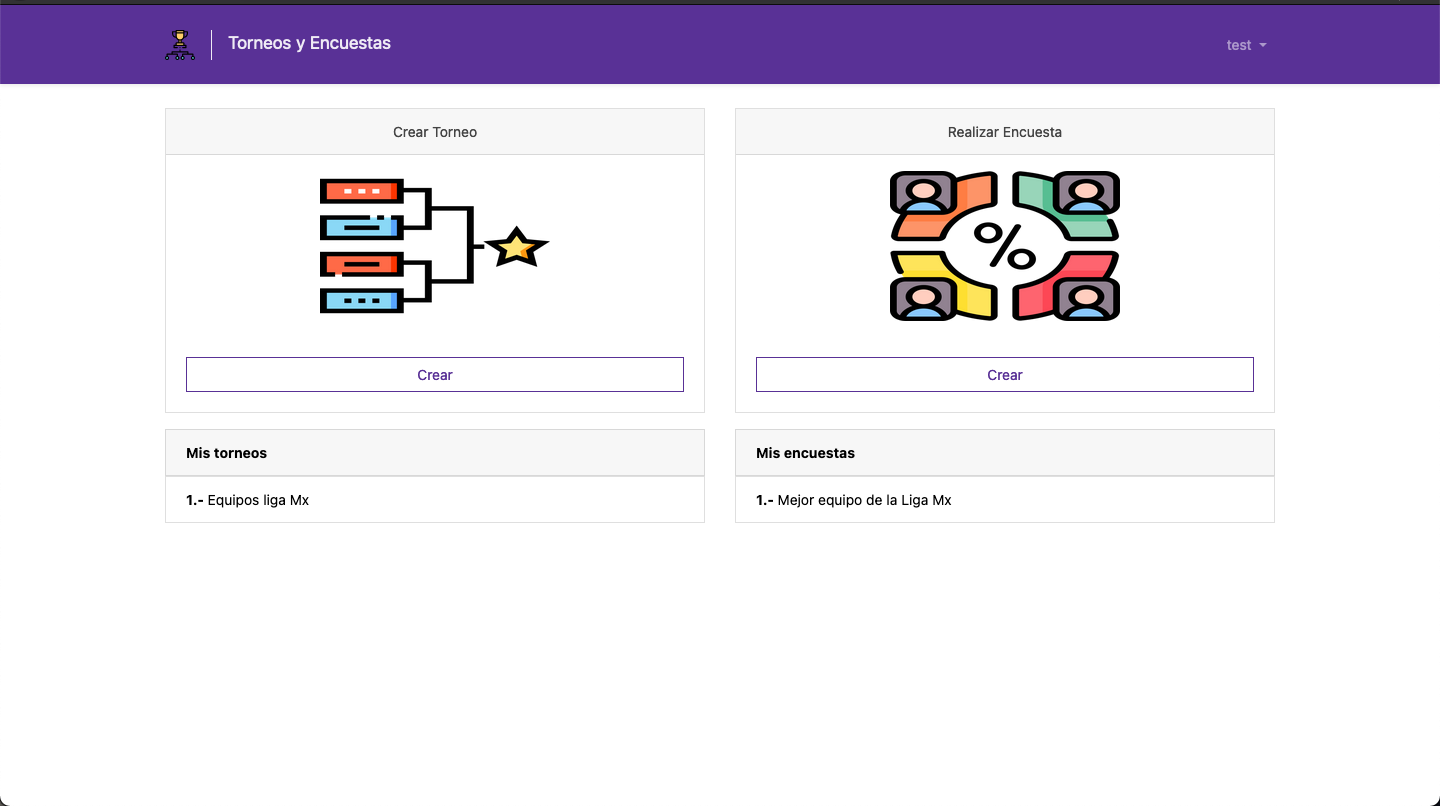 Torneos y Encuestas
test
Crear Torneo
Realizar Encuesta
%
Crear
Crear
Mis torneos
1.- Equipos liga Mx
Mis encuestas
1.- Mejor equipo de la Liga Mx